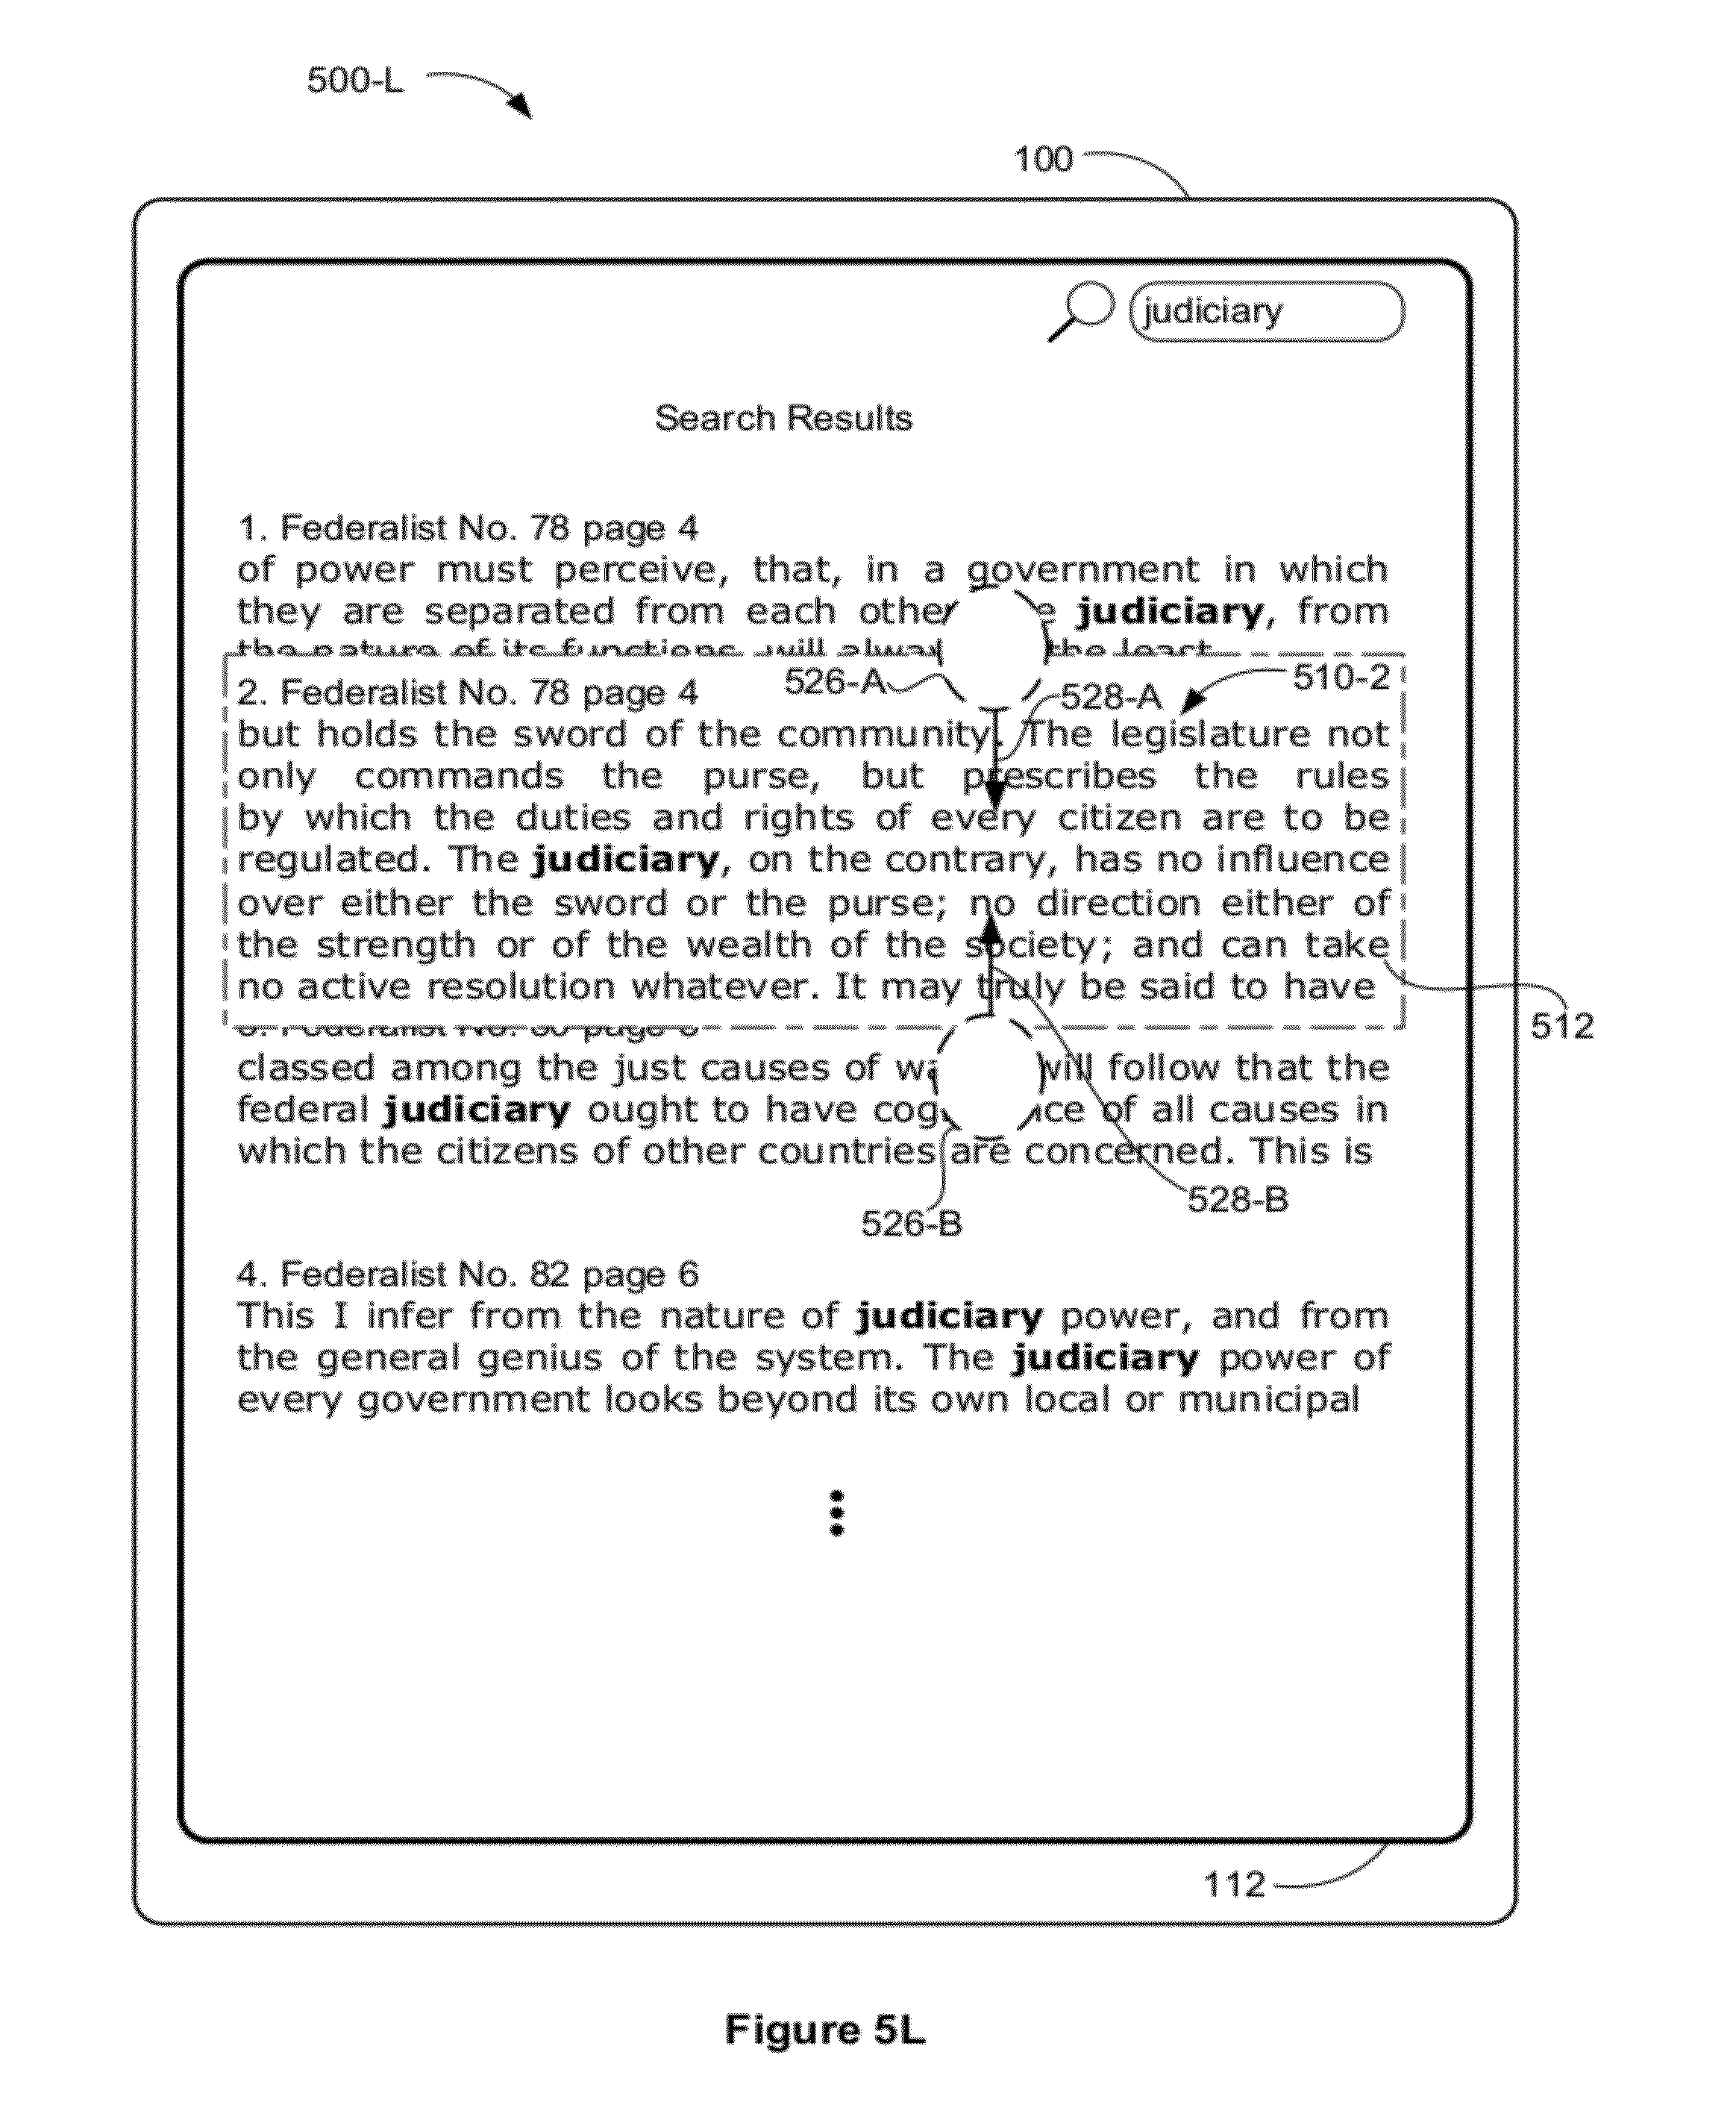 500-L
100
judiciary
Search Results
1. Federalist No. 78 page 4
of power must perceive, that, in a government in which
they are separated from each other judiciary, from
the nature of its functions, will the least
526-A
528-A
510-2
2. Federalist No. 78 page 4
but holds the sword of the community. The legislature not
only commands the purse, but prescribes the rules
by which the duties and rights of every citizen are to be
regulated. The judiciary, on the contrary, has no influence
over either the sword or the purse; no direction either of
the strength or of the wealth of the society; and can take
no active resolution whatever. It may truly be said to have
512
Federalist No. page
classed among the just causes of will follow that the
federal judiciary ought to have of all causes in
which the citizens of other countries are concerned. This is
528-B
526-B
4. Federalist No. 82 page 6
This I infer from the nature of judiciary power, and from
the general genius of the system. The judiciary power of
every government looks beyond its own local or municipal
112
Figure 5L